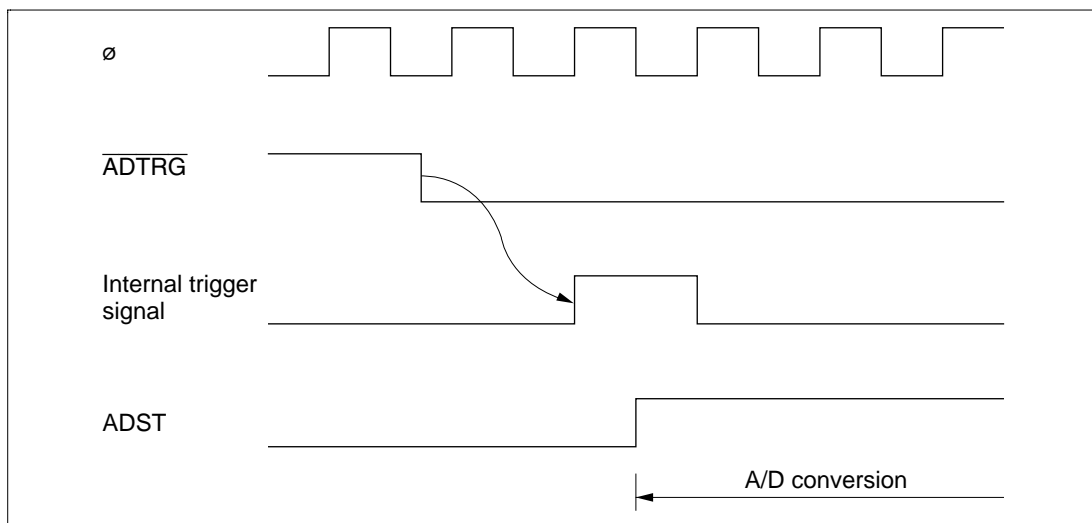 ø
ADTRG
Internal trigger
signal
ADST
A/D conversion